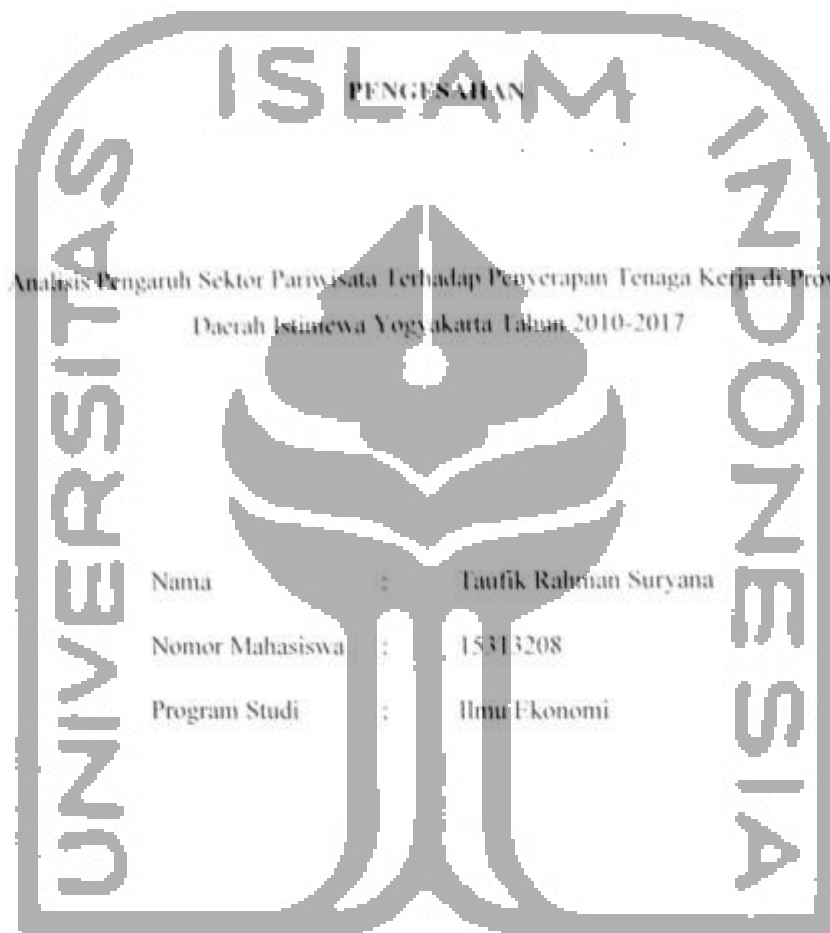 ISLAM
UNIVERSITAS
INDONESIA
PENGESAHAN
Analisis Pengaruh Sektor Pariwisata Terhadap Penyerapan Tenaga Kerja di Prov
Daerah Istimewa Yogyakarta Tahun 2010-2017
Nama : Taufik Rahman Suryana
Nomor Mahasiswa : 15313208
Program Studi : Ilmu Ekonomi